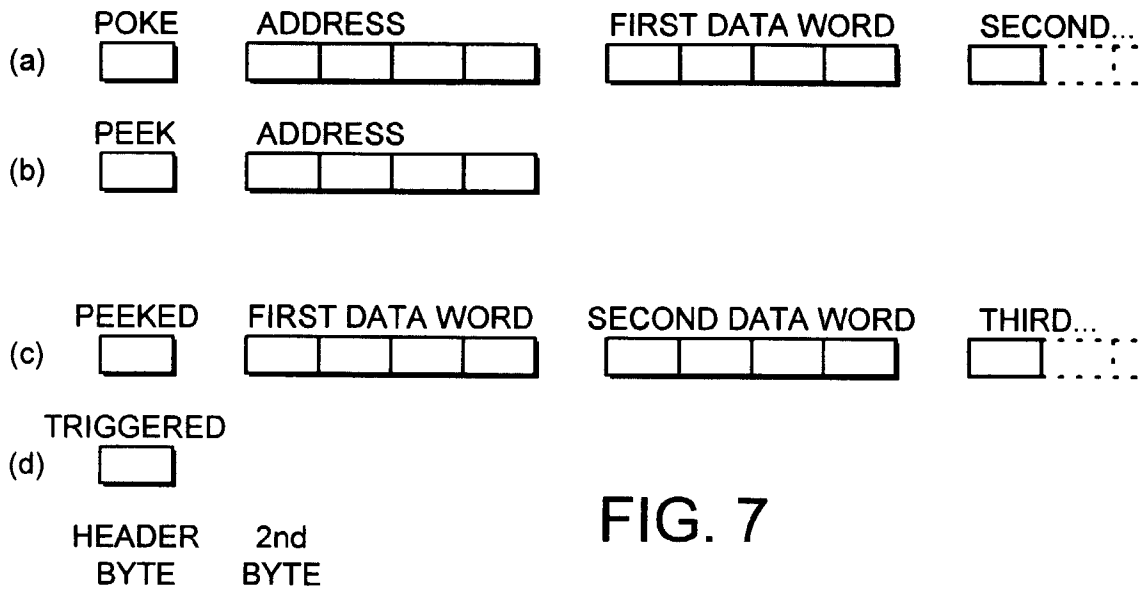 POKE ADDRESS FIRST DATA WORD SECOND...
(a)
PEEK ADDRESS
(b)
PEEKED FIRST DATA WORD SECOND DATA WORD THIRD...
(c)
TRIGGERED
(d)
FIG. 7
HEADER 2nd
BYTE BYTE